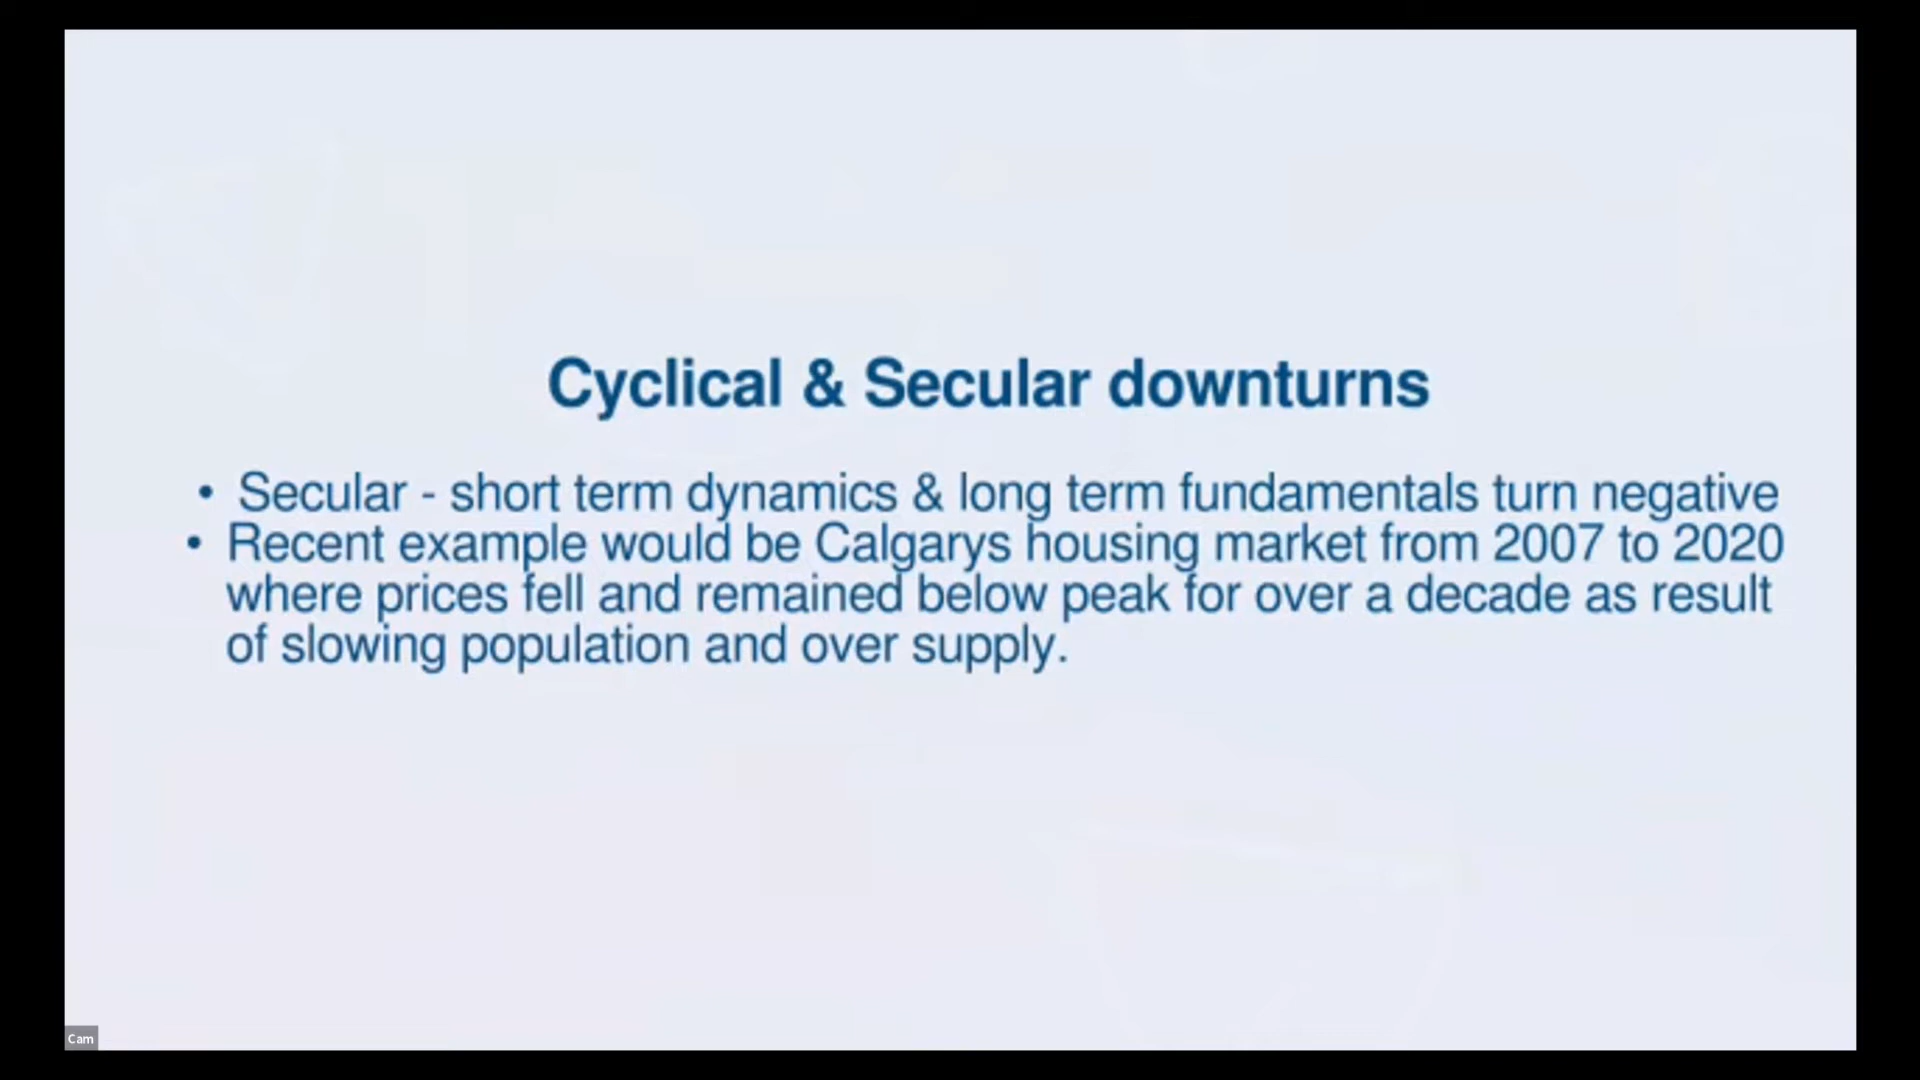 Cyclical & Secular downturns
• Secular - short term dynamics & long term fundamentals turn negative
• Recent example would be Calgarys housing market from 2007 to 2020
where prices fell and remained below peak for over a decade as result
of slowing population and over supply.
Cam